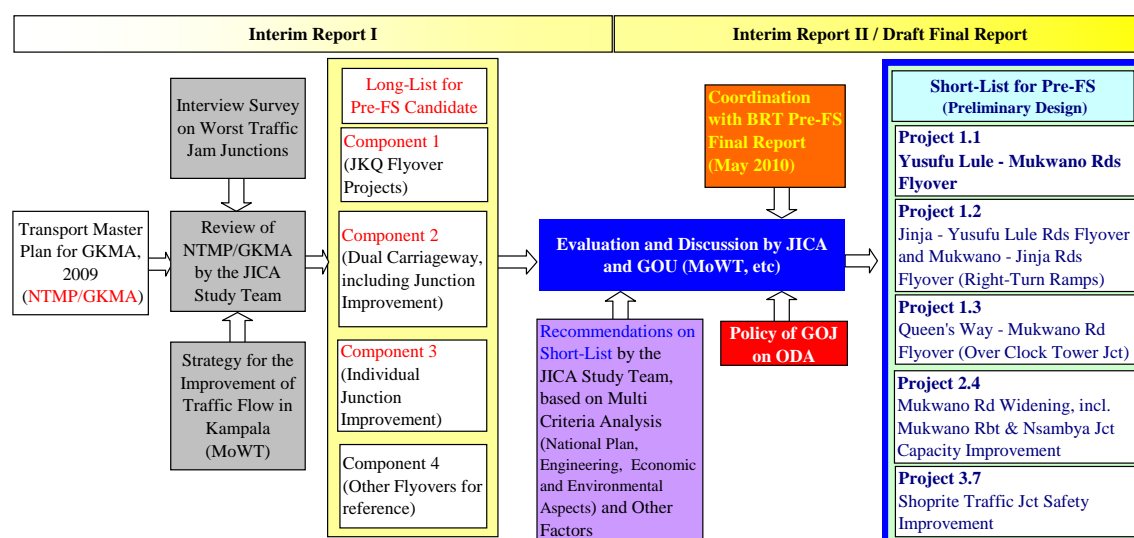 Interim Report I
Interim Report II / Draft Final Report
Interview Survey
on Worst Traffic
Jam Junctions
Transport Master
Plan for GKMA,
2009
(NTMP/GKMA)
Review of
NTMP/GKMA
by the JICA
Study Team
Strategy for the
Improvement of
Traffic Flow in
Kampala
(MoWT)
Long-List for
Pre-FS Candidate
Component 1
(JKQ Flyover
Projects)
Component 2
(Dual Carriageway,
including Junction
Improvement)
Component 3
(Individual
Junction
Improvement)
Component 4
(Other Flyovers for
reference)
Coordination
with BRT Pre-FS
Final Report
(May 2010)
Evaluation and Discussion by JICA
and GOU (MoWT, etc)
Recommendations on
Short-List by the
JICA Study Team,
based on Multi
Criteria Analysis
(National Plan,
Engineering, Economic
and Environmental
Aspects) and Other
Factors
Policy of GOJ
on ODA
Short-List for Pre-FS
(Preliminary Design)
Project 1.1
Yusufu Lule - Mukwano Rds
Flyover
Project 1.2
Jinja - Yusufu Lule Rds Flyover
and Mukwano - Jinja Rds
Flyover (Right-Turn Ramps)
Project 1.3
Queen's Way - Mukwano Rd
Flyover (Over Clock Tower Jct)
Project 2.4
Mukwano Rd Widening, incl.
Mukwano Rbt & Nsambya Jct
Capacity Improvement
Project 3.7
Shoprite Traffic Jct Safety
Improvement